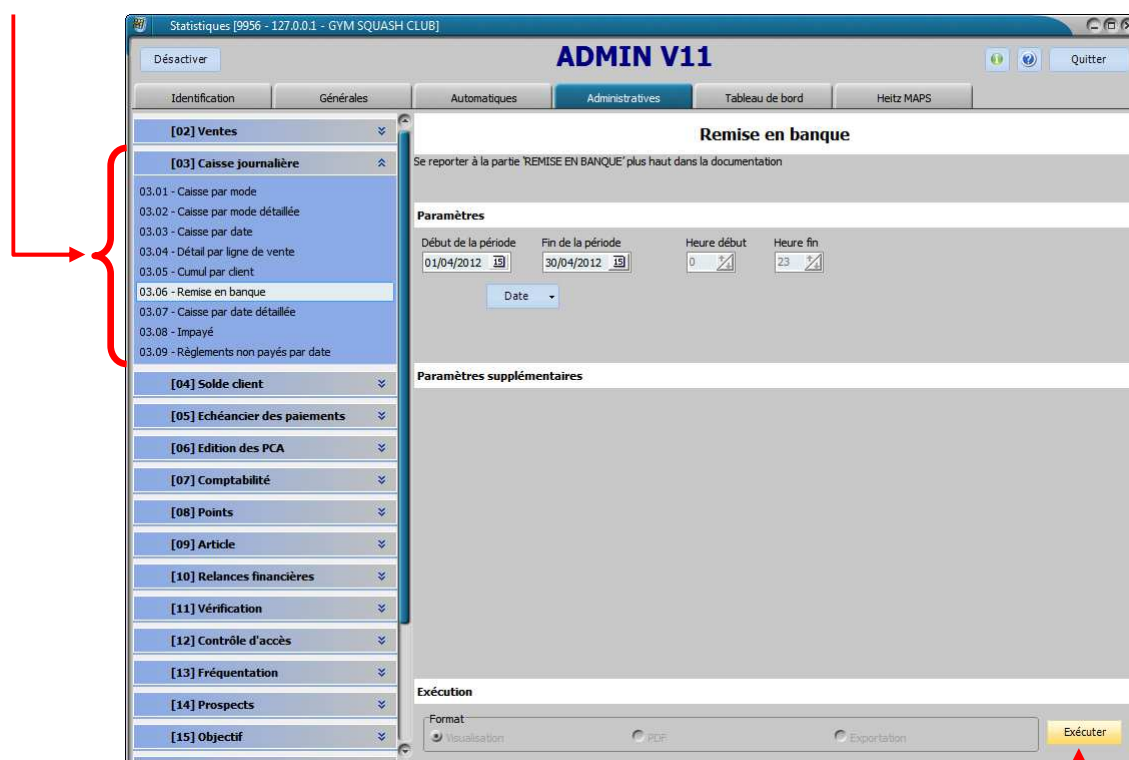 Statistiques [9956 - 127.0.0.1 - GYM SQUASH CLUB]
Désactiver
ADMIN V11
Quitter
Identification
Générales
Automatiques
Administratives
Tableau de bord
Heitz MAPS
[02] Ventes
[03] Caisse journalière
03.01 - Caisse par mode
03.02 - Caisse par mode détaillée
03.03 - Caisse par date
03.04 - Détail par ligne de vente
03.05 - Cumul par client
03.06 - Remise en banque
03.07 - Caisse par date détaillée
03.08 - Impayé
03.09 - Règlements non payés par date
[04] Solde client
[05] Echéancier des paiements
[06] Edition des PCA
[07] Comptabilité
[08] Points
[09] Article
[10] Relances financières
[11] Vérification
[12] Contrôle d'accès
[13] Fréquentation
[14] Prospects
[15] Objectif
Remise en banque
Se reporter à la partie 'REMISE EN BANQUE' plus haut dans la documentation
Paramètres
Début de la période
Fin de la période
Heure début
Heure fin
01/04/2012 15
30/04/2012 15
0
23
Date
Paramètres supplémentaires
Exécution
Format
Visualisation
PDF
Exportation
Exécuter